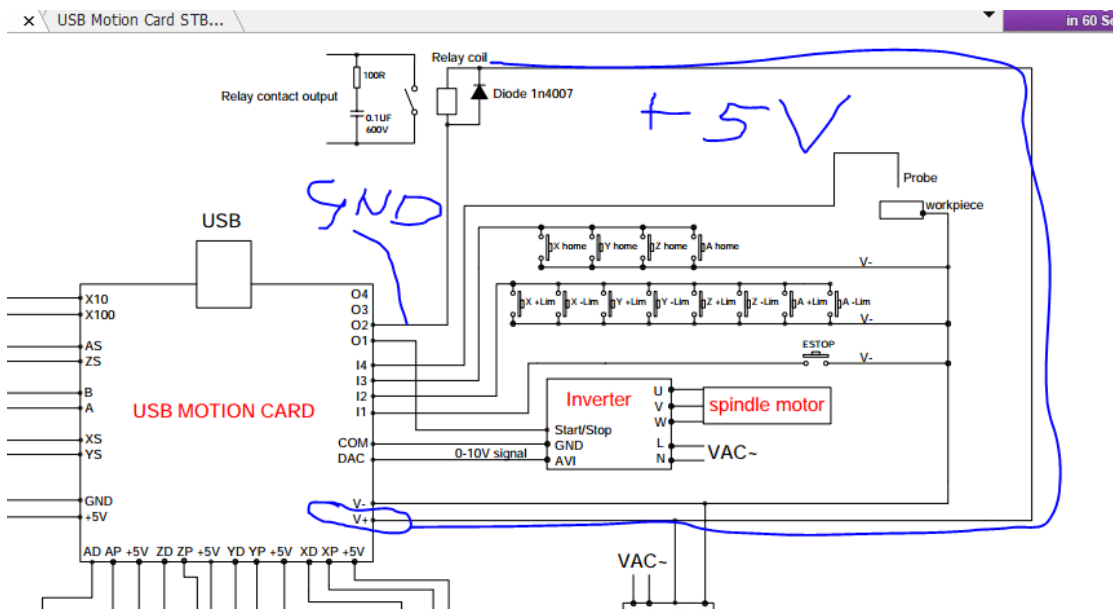 × USB Motion Card STB...
in 60 Se
Relay coil
100R
Relay contact output
Diode 1n4007
0.1UF
600V
+5V
Probe
GND
workpiece
USB
X home Y home Z home A home
V-
X10
X100
O4
O3
O2
O1
X +Lim X -Lim Y +Lim Y -Lim Z +Lim Z -Lim A +Lim A -Lim
V-
AS
ZS
ESTOP
V-
I4
I3
I2
I1
B
A
USB MOTION CARD
Inverter
U
V
W
spindle motor
Start/Stop
XS
YS
COM
DAC
0-10V signal
GND
AVI
L
N
VAC~
GND
+5V
V-
V+
AD AP +5V ZD ZP +5V YD YP +5V XD XP +5V
VAC~